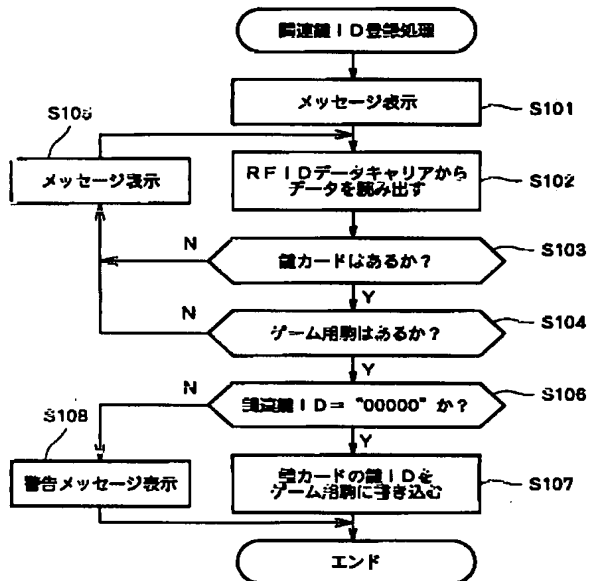 関連鍵ID登録処理
メッセージ表示
S101
S105
メッセージ表示
RFIDデータキャリアから
データを読み出す
S102
N
鍵カードはあるか？
S103
Y
N
ゲーム用駒はあるか？
S104
Y
N
関連鍵ID＝"00000"か？
S106
Y
S108
警告メッセージ表示
鍵カードの鍵IDを
ゲーム用駒に書き込む
S107
エンド